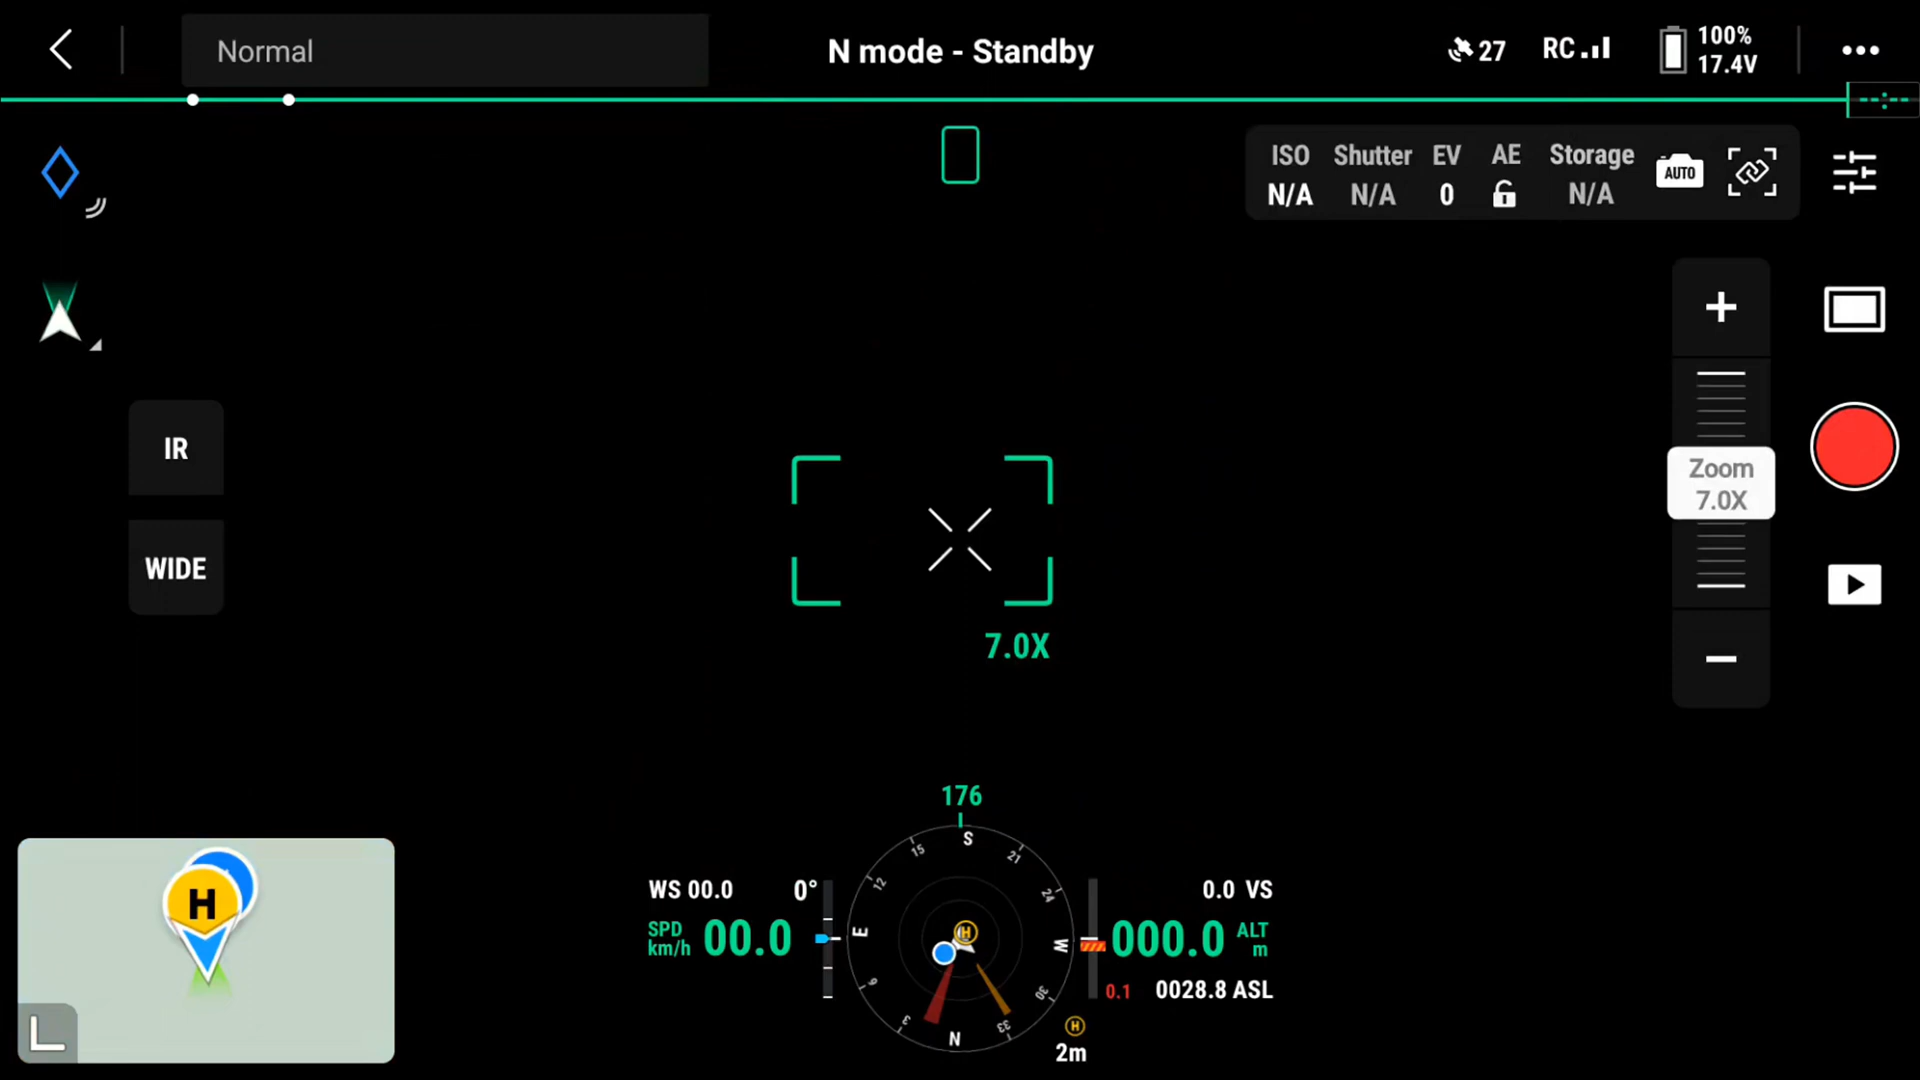 Normal
N mode - Standby
27
RC
100%
17.4V
ISO Shutter EV AE Storage
N/A N/A 0 N/A
AUTO
+
IR
Zoom
7.0X
WIDE
7.0X
−
176
S
15 21
12 24
E W
6 30
3 33
N
H
WS 00.0 0°
SPD
km/h 00.0
H
0.0 VS
000.0 ALT
m
0.1 0028.8 ASL
H
2m